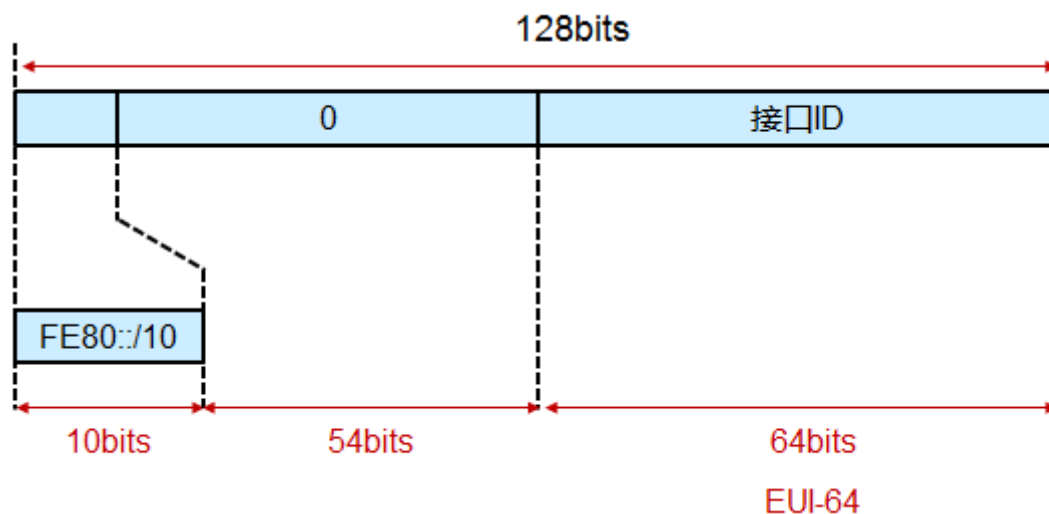 128bits
0
接口ID
FE80::/10
10bits
54bits
64bits
EUI-64